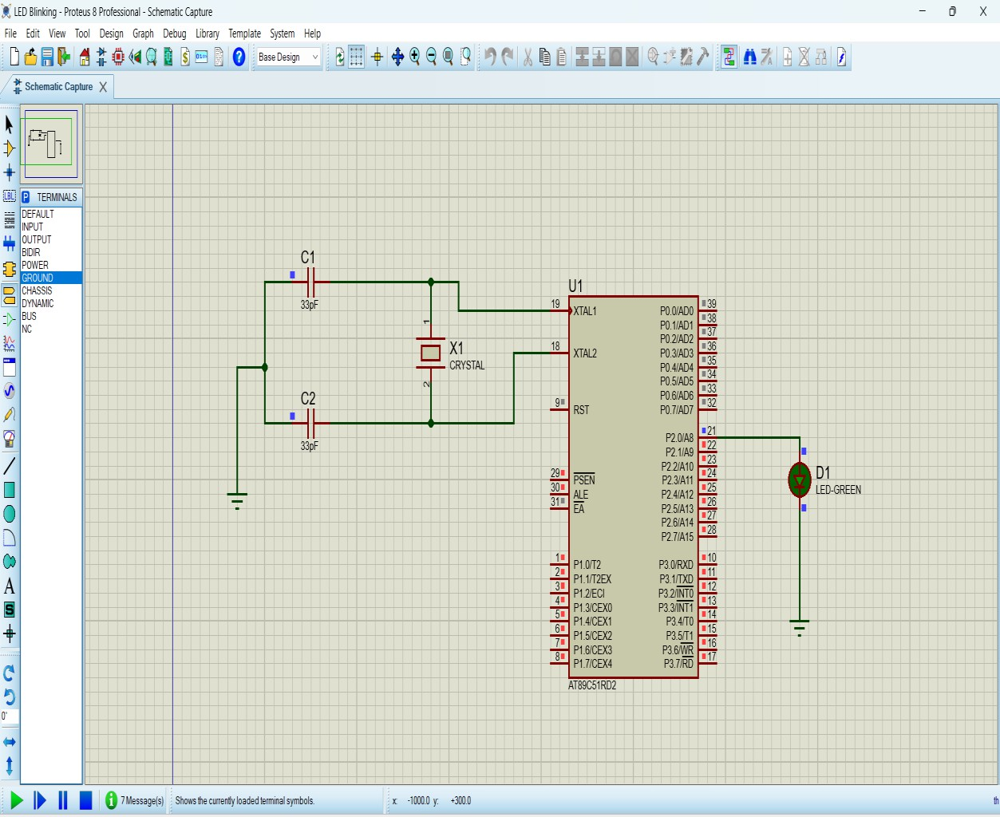 LED Blinking - Proteus 8 Professional - Schematic Capture
File Edit View Tool Design Graph Debug Library Template System Help
Base Design
Schematic Capture
LBL
P TERMINALS
DEFAULT
INPUT
OUTPUT
BIDIR
POWER
GROUND
CHASSIS
DYNAMIC
BUS
NC
A
S
0°
C1
33pF
1
X1
CRYSTAL
2
C2
33pF
U1
19 XTAL1
18 XTAL2
9 RST
29 PSEN
30 ALE
31 EA
1 P1.0/T2
2 P1.1/T2EX
3 P1.2/ECI
4 P1.3/CEX0
5 P1.4/CEX1
6 P1.5/CEX2
7 P1.6/CEX3
8 P1.7/CEX4
P0.0/AD0 39
P0.1/AD1 38
P0.2/AD2 37
P0.3/AD3 36
P0.4/AD4 35
P0.5/AD5 34
P0.6/AD6 33
P0.7/AD7 32
P2.0/A8 21
P2.1/A9 22
P2.2/A10 23
P2.3/A11 24
P2.4/A12 25
P2.5/A13 26
P2.6/A14 27
P2.7/A15 28
P3.0/RXD 10
P3.1/TXD 11
P3.2/INT0 12
P3.3/INT1 13
P3.4/T0 14
P3.5/T1 15
P3.6/WR 16
P3.7/RD 17
AT89C51RD2
D1
LED-GREEN
7 Message(s)
Shows the currently loaded terminal symbols.
x: -1000.0 y: +300.0
th